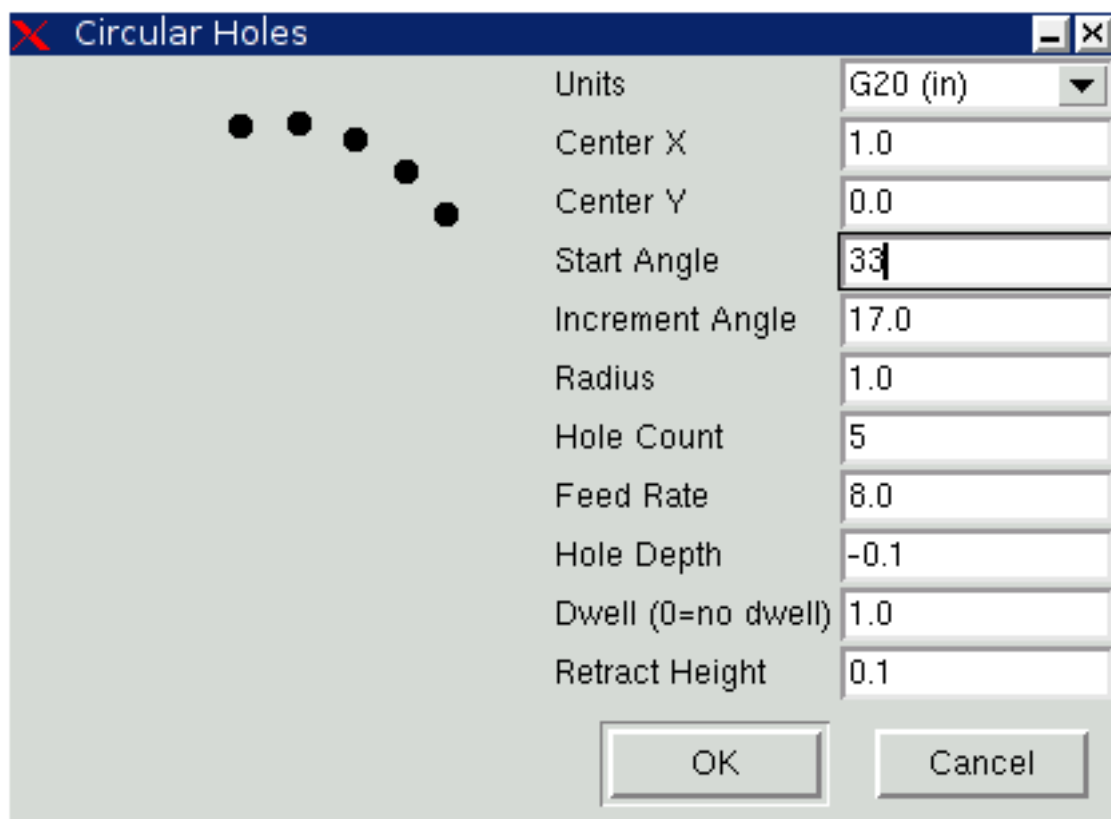 Circular Holes
Units G20 (in)
Center X 1.0
Center Y 0.0
Start Angle 33
Increment Angle 17.0
Radius 1.0
Hole Count 5
Feed Rate 8.0
Hole Depth -0.1
Dwell (0=no dwell) 1.0
Retract Height 0.1
OK Cancel